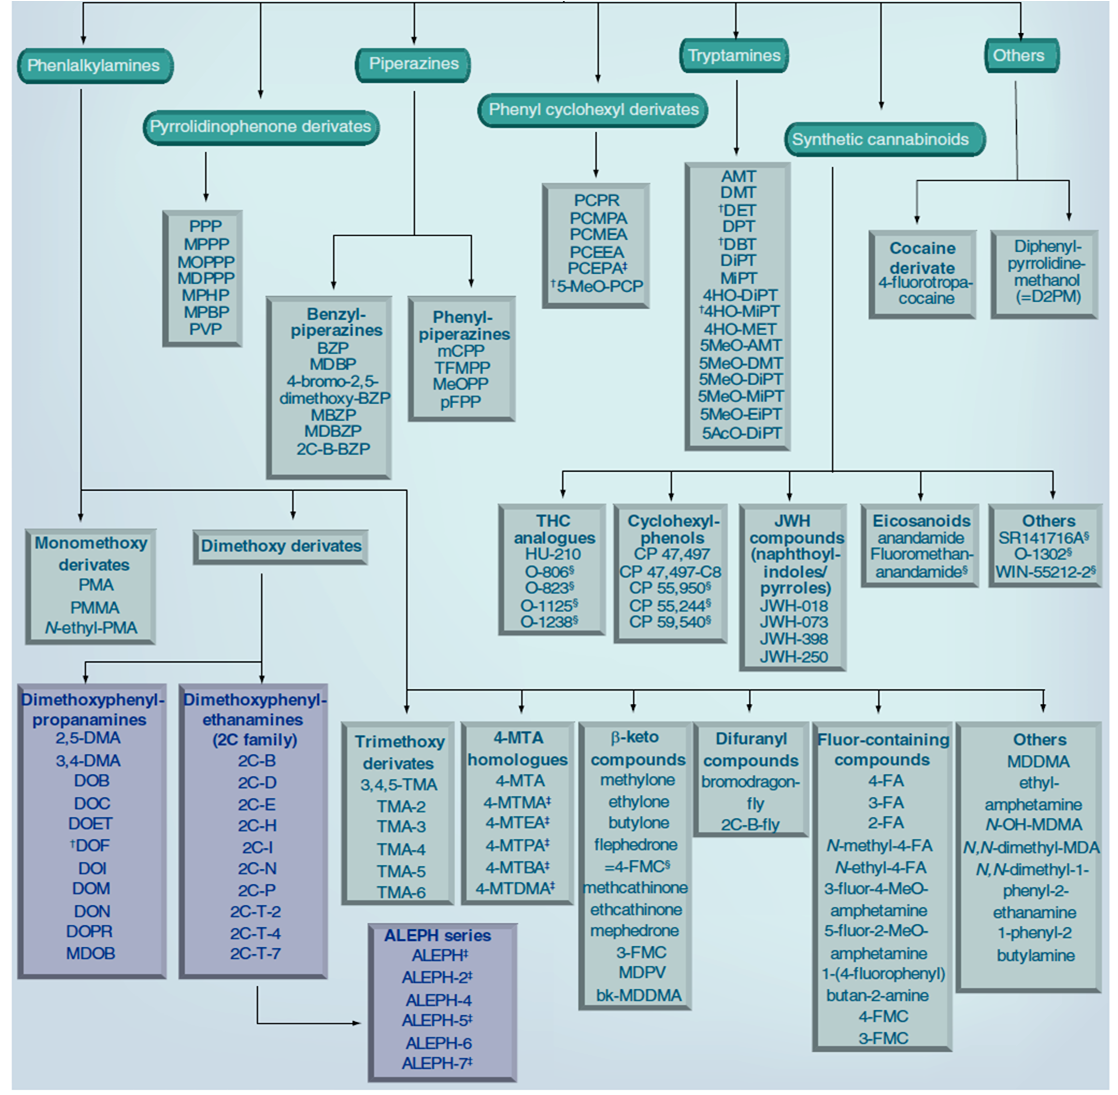 Phenlalkylamines
Pyrrolidinophenone derivates
Piperazines
Phenyl cyclohexyl derivates
Tryptamines
Synthetic cannabinoids
Others
PPP
MPPP
MOPPP
MDPPP
MPHP
MPBP
PVP
Benzyl-
piperazines
BZP
MDBP
4-bromo-2,5-
dimethoxy-BZP
MBZP
MDBZP
2C-B-BZP
Phenyl-
piperazines
mCPP
TFMPP
MeOPP
pFPP
PCPR
PCMPA
PCMEA
PCEEA
PCEPA‡
†5-MeO-PCP
AMT
DMT
†DET
DPT
†DBT
DiPT
MiPT
4HO-DiPT
†4HO-MiPT
4HO-MET
5MeO-AMT
5MeO-DMT
5MeO-DiPT
5MeO-MiPT
5MeO-EiPT
5AcO-DiPT
Cocaine
derivate
4-fluorotropa-
cocaine
Diphenyl-
pyrrolidine-
methanol
(=D2PM)
THC
analogues
HU-210
O-806§
O-823§
O-1125§
O-1238§
Cyclohexyl-
phenols
CP 47,497
CP 47,497-C8
CP 55,950§
CP 55,244§
CP 59,540§
JWH
compounds
(naphthoyl-
indoles/
pyrroles)
JWH-018
JWH-073
JWH-398
JWH-250
Eicosanoids
anandamide
Fluoromethan-
anandamide§
Others
SR141716A§
O-1302§
WIN-55212-2§
Monomethoxy
derivates
PMA
PMMA
N-ethyl-PMA
Dimethoxy derivates
Dimethoxyphenyl-
propanamines
2,5-DMA
3,4-DMA
DOB
DOC
DOET
†DOF
DOI
DOM
DON
DOPR
MDOB
Dimethoxyphenyl-
ethanamines
(2C family)
2C-B
2C-D
2C-E
2C-H
2C-I
2C-N
2C-P
2C-T-2
2C-T-4
2C-T-7
ALEPH series
ALEPH‡
ALEPH-2‡
ALEPH-4
ALEPH-5‡
ALEPH-6
ALEPH-7‡
Trimethoxy
derivates
3,4,5-TMA
TMA-2
TMA-3
TMA-4
TMA-5
TMA-6
4-MTA
homologues
4-MTA
4-MTMA‡
4-MTEA‡
4-MTPA‡
4-MTBA‡
4-MTDMA‡
β-keto
compounds
methylone
ethylone
butylone
flephedrone
=4-FMC§
methcathinone
ethcathinone
mephedrone
3-FMC
MDPV
bk-MDDMA
Difuranyl
compounds
bromodragon-
fly
2C-B-fly
Fluor-containing
compounds
4-FA
3-FA
2-FA
N-methyl-4-FA
N-ethyl-4-FA
3-fluor-4-MeO-
amphetamine
5-fluor-2-MeO-
amphetamine
1-(4-fluorophenyl)
butan-2-amine
4-FMC
3-FMC
Others
MDDMA
ethyl-
amphetamine
N-OH-MDMA
N,N-dimethyl-MDA
N,N-dimethyl-1-
phenyl-2-
ethanamine
1-phenyl-2
butylamine